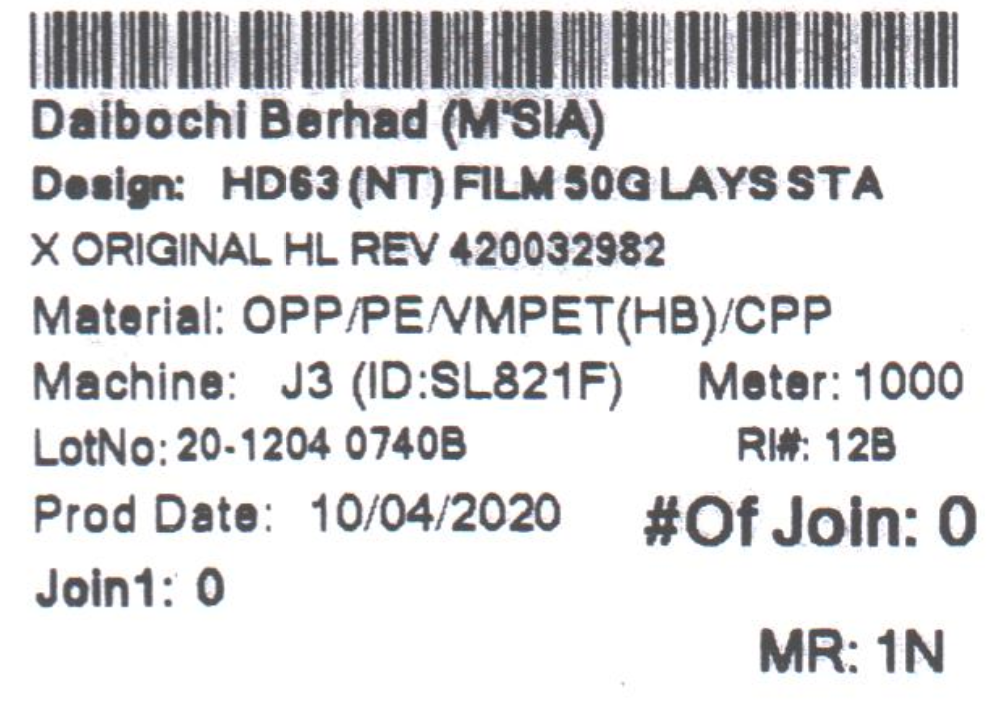 Daibochi Berhad (M'SIA)
Design: HD63 (NT) FILM 50G LAYS STA
X ORIGINAL HL REV 420032982
Material: OPP/PE/VMPET(HB)/CPP
Machine: J3 (ID:SL821F) Meter: 1000
LotNo: 20-1204 0740B RI#: 12B
Prod Date: 10/04/2020 #Of Join: 0
Join1: 0
MR: 1N